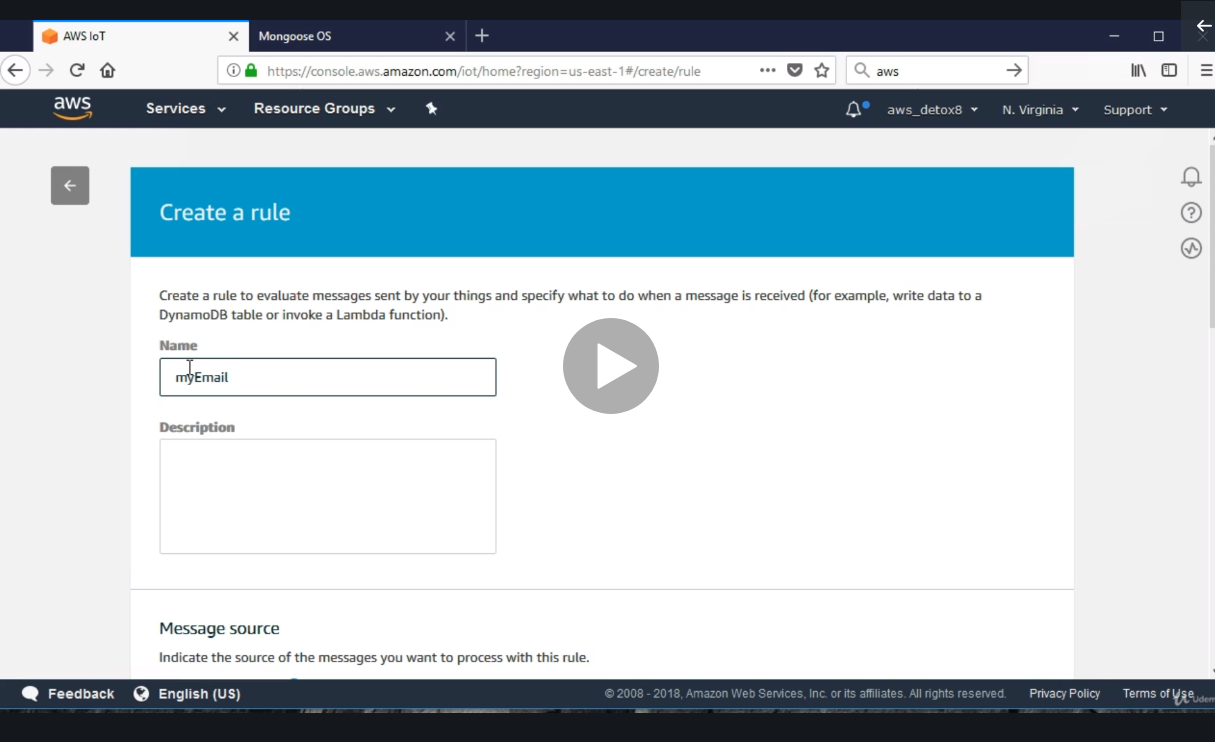 AWS IoT
Mongoose OS
https://console.aws.amazon.com/iot/home?region=us-east-1#/create/rule
aws
aws
Services
Resource Groups
aws_detox8
N. Virginia
Support
Create a rule
Create a rule to evaluate messages sent by your things and specify what to do when a message is received (for example, write data to a
DynamoDB table or invoke a Lambda function).
Name
myEmail
Description
Message source
Indicate the source of the messages you want to process with this rule.
Feedback
English (US)
© 2008 - 2018, Amazon Web Services, Inc. or its affiliates. All rights reserved.
Privacy Policy
Terms of Use